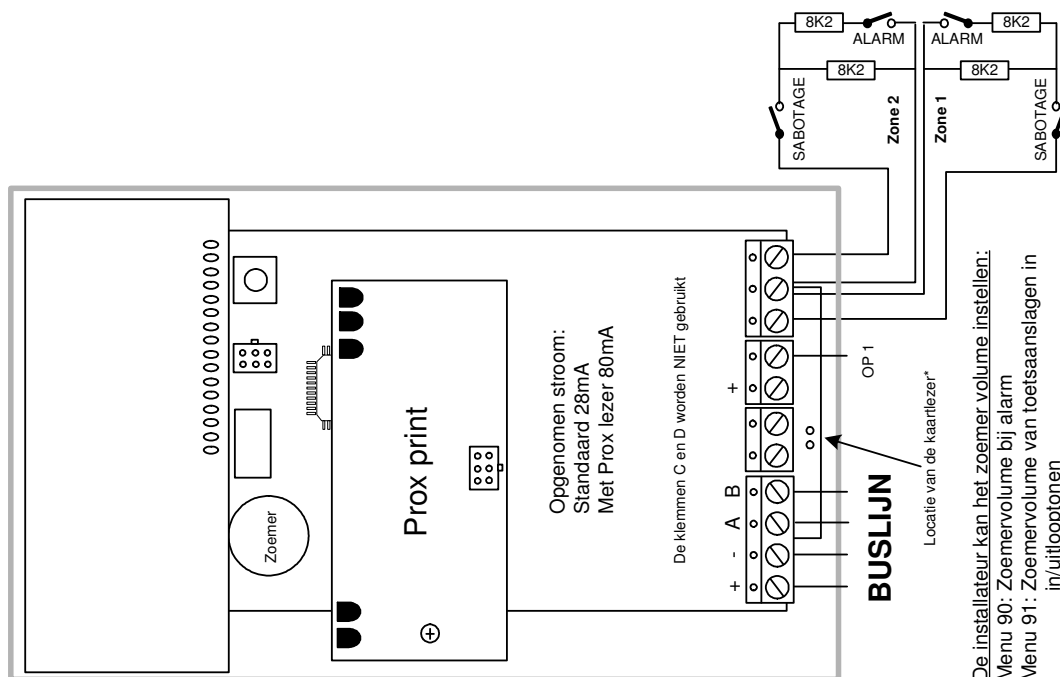 8K2
ALARM
ALARM
8K2
8K2
8K2
SABOTAGE
Zone 2
Zone 1
SABOTAGE
Zoemer
Prox print
Opgenomen stroom:
Standaard 28mA
Met Prox lezer 80mA
De klemmen C en D worden NIET gebruikt
+ - A B
+
OP 1
BUSLIJN
Locatie van de kaartlezer*
De installateur kan het zoemer volume instellen:
Menu 90: Zoemervolume bij alarm
Menu 91: Zoemervolume van toetsaanslagen in
in/uitlooptonen